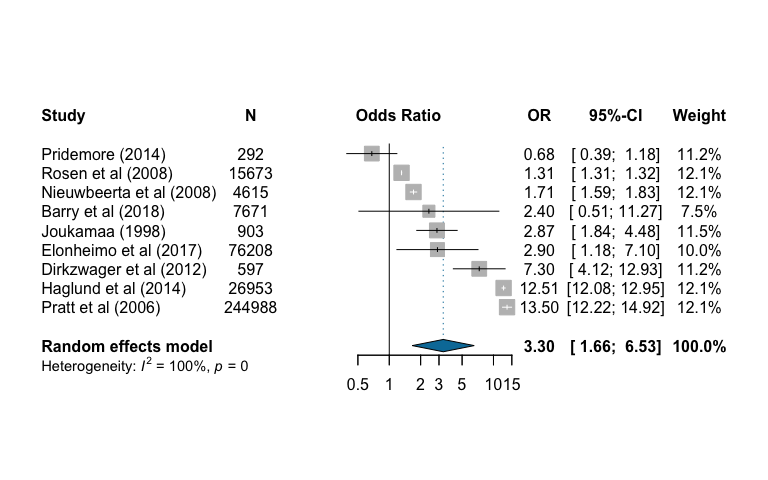 Study N Odds Ratio OR 95%-CI Weight
Pridemore (2014) 292 0.68 [ 0.39; 1.18] 11.2%
Rosen et al (2008) 15673 1.31 [ 1.31; 1.32] 12.1%
Nieuwbeerta et al (2008) 4615 1.71 [ 1.59; 1.83] 12.1%
Barry et al (2018) 7671 2.40 [ 0.51; 11.27] 7.5%
Joukamaa (1998) 903 2.87 [ 1.84; 4.48] 11.5%
Elonheimo et al (2017) 76208 2.90 [ 1.18; 7.10] 10.0%
Dirkzwager et al (2012) 597 7.30 [ 4.12; 12.93] 11.2%
Haglund et al (2014) 26953 12.51 [12.08; 12.95] 12.1%
Pratt et al (2006) 244988 13.50 [12.22; 14.92] 12.1%
Random effects model 3.30 [ 1.66; 6.53] 100.0%
Heterogeneity: I² = 100%, p = 0
0.5 1 2 3 5 10 15